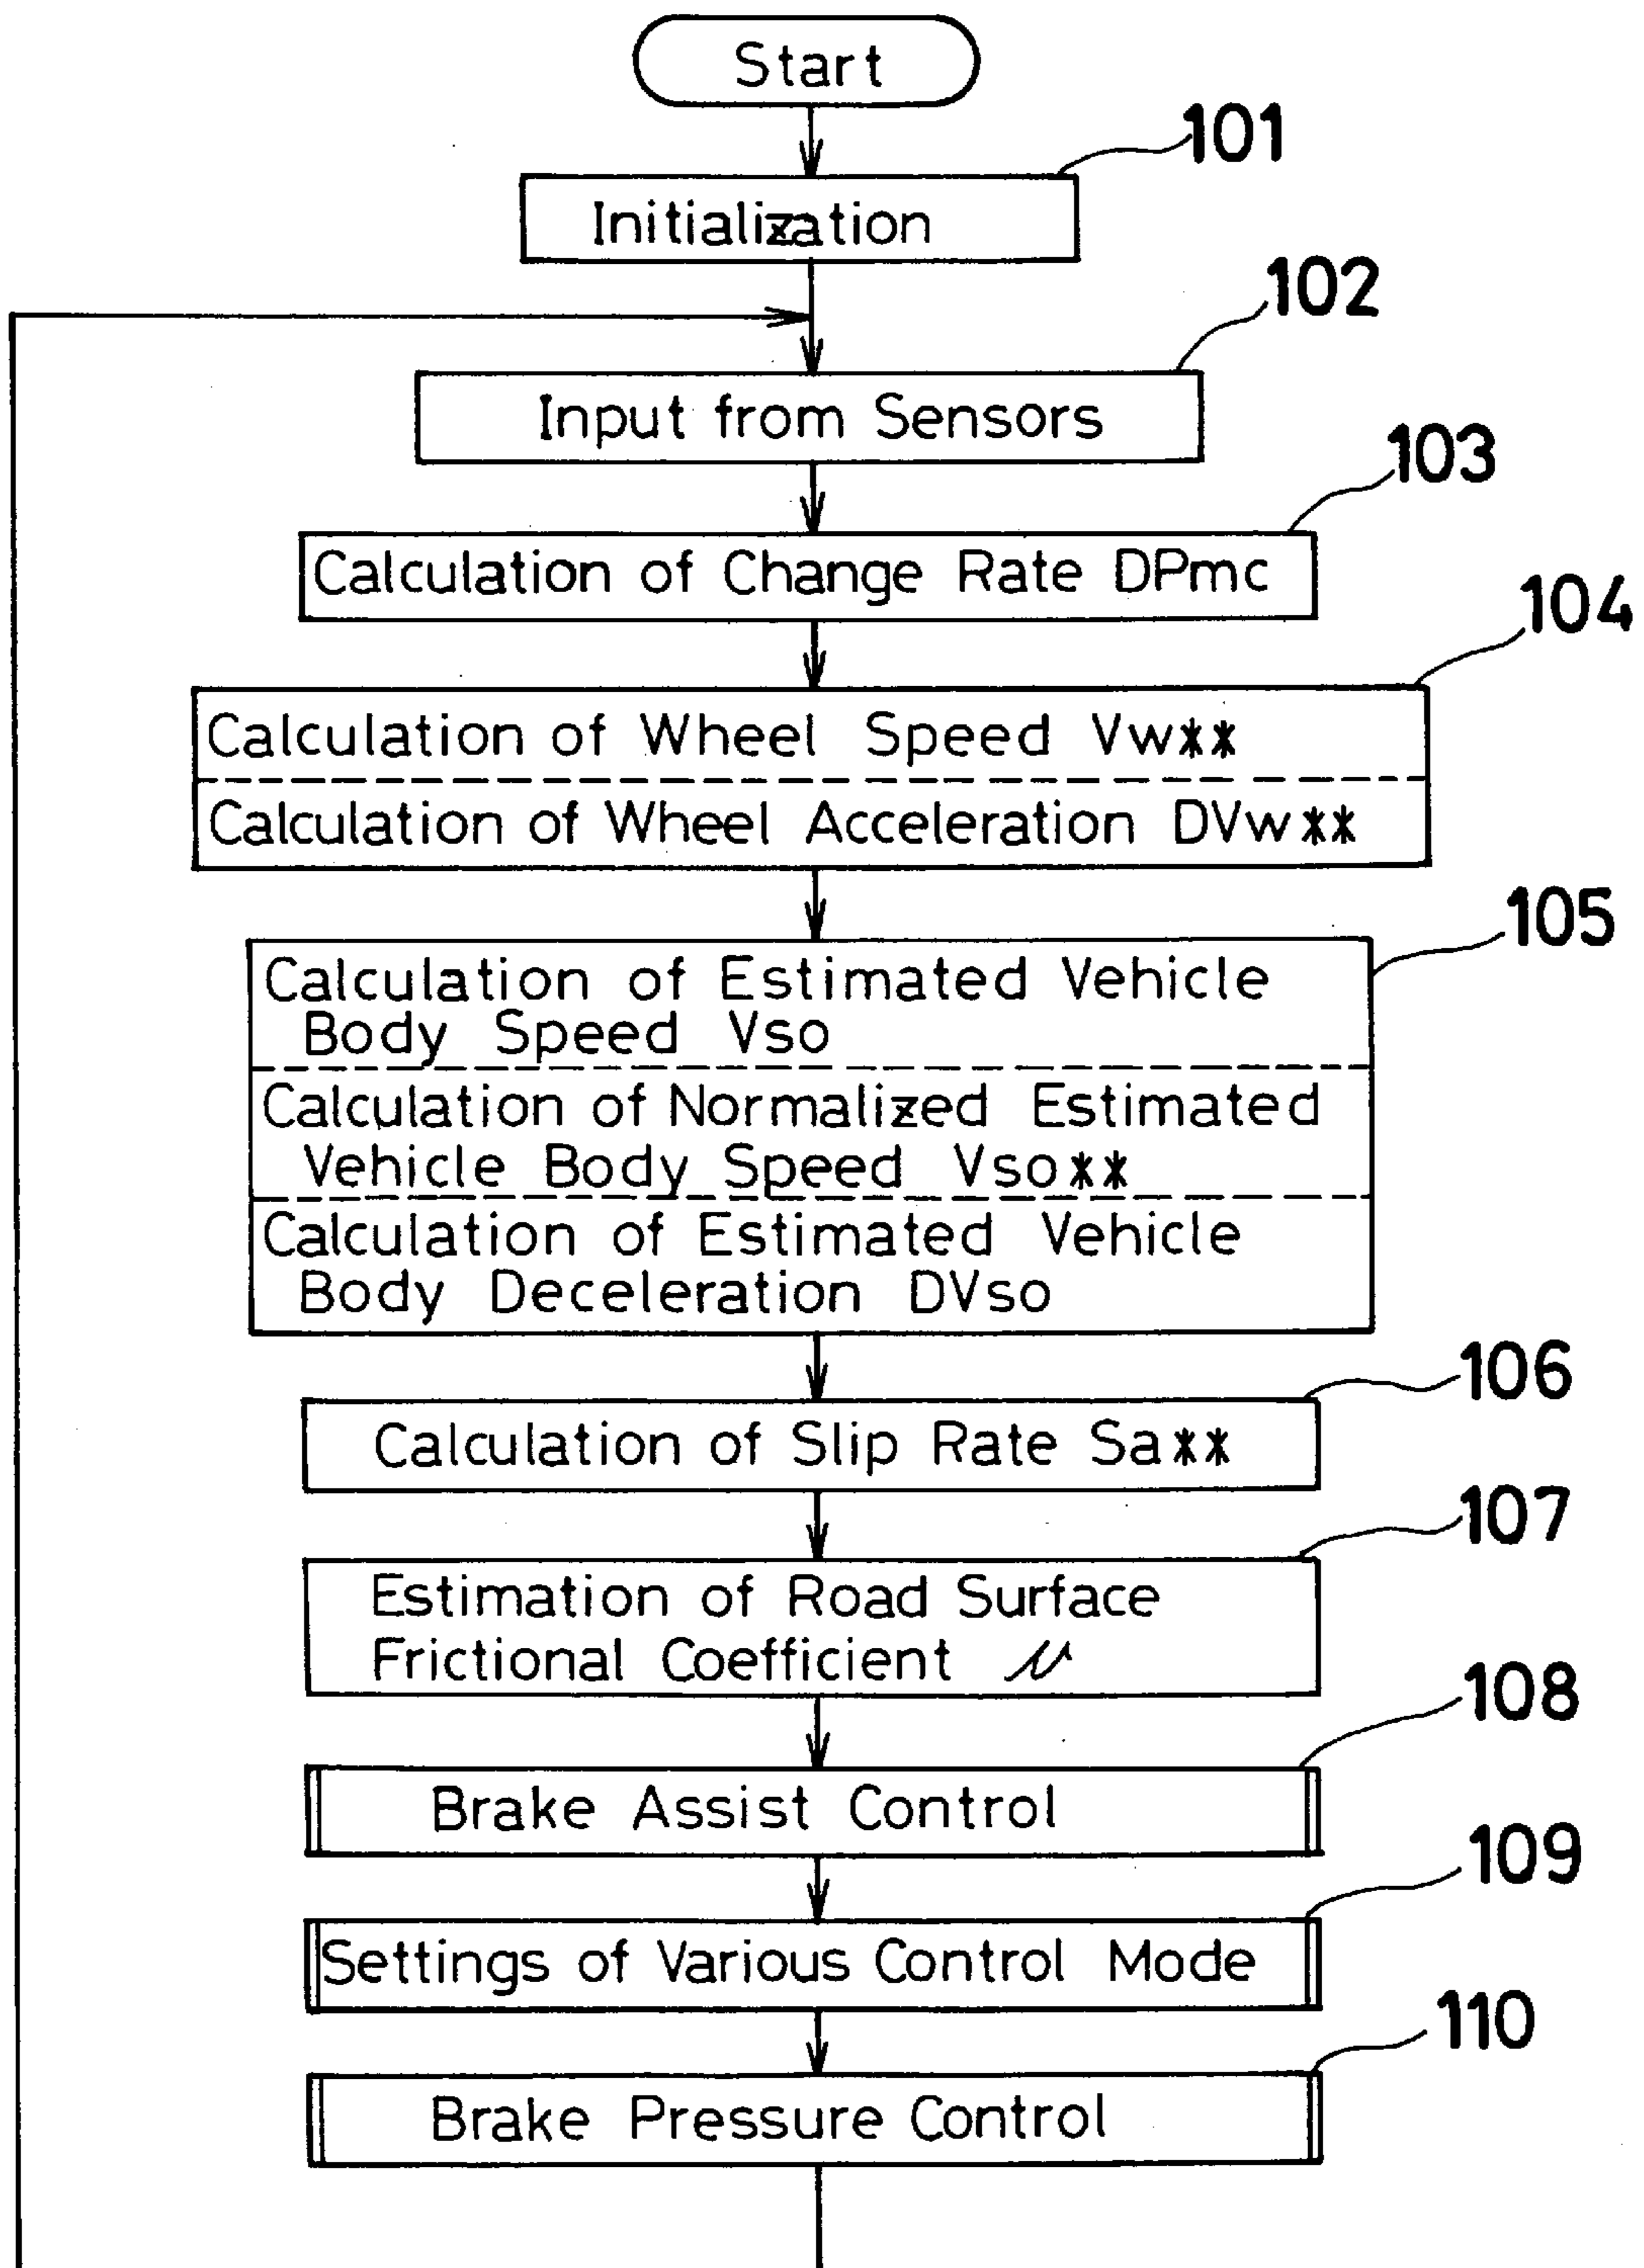 Start
101
Initialization
102
Input from Sensors
103
Calculation of Change Rate DPmc
104
Calculation of Wheel Speed Vw**
Calculation of Wheel Acceleration DVw**
105
Calculation of Estimated Vehicle
Body Speed Vso
Calculation of Normalized Estimated
Vehicle Body Speed Vso**
Calculation of Estimated Vehicle
Body Deceleration DVso
106
Calculation of Slip Rate Sa**
107
Estimation of Road Surface
Frictional Coefficient μ
108
Brake Assist Control
109
Settings of Various Control Mode
110
Brake Pressure Control